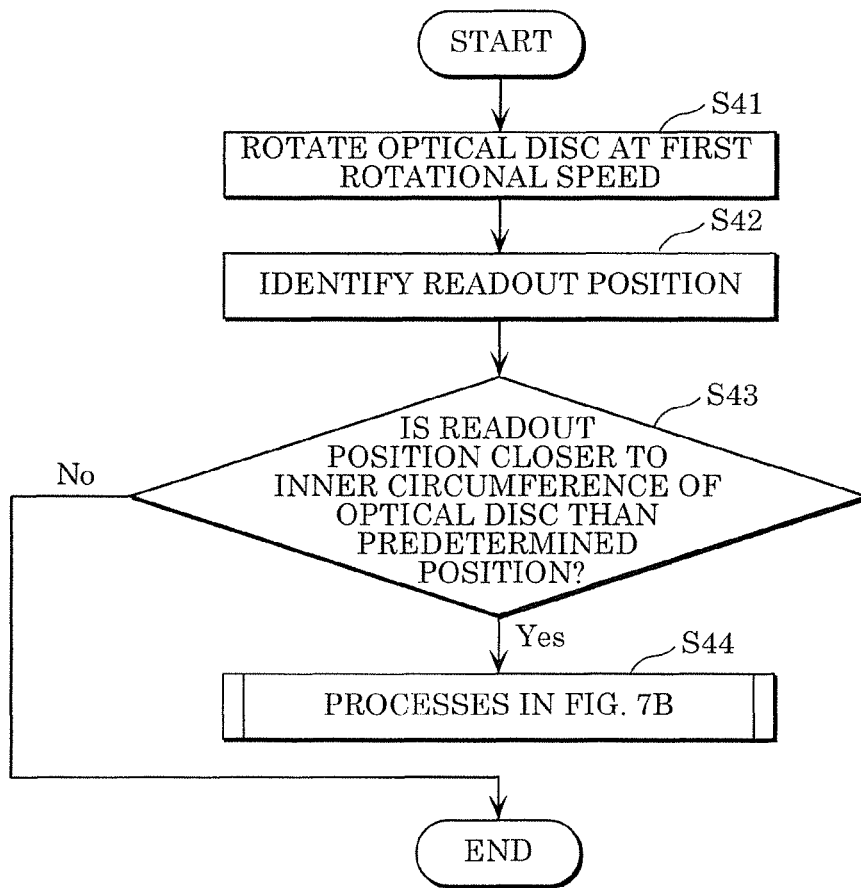 START
S41
ROTATE OPTICAL DISC AT FIRST
ROTATIONAL SPEED
S42
IDENTIFY READOUT POSITION
S43
IS READOUT
POSITION CLOSER TO
INNER CIRCUMFERENCE OF
OPTICAL DISC THAN
PREDETERMINED
POSITION?
No
Yes
S44
PROCESSES IN FIG. 7B
END